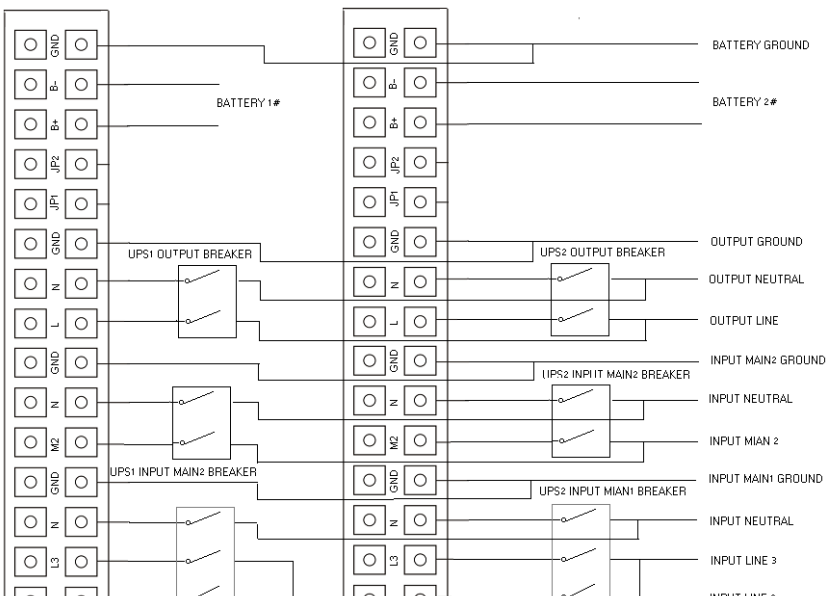 GND
B-
B+
JP2
JP1
GND
N
L
GND
N
M2
GND
N
L3
BATTERY 1#
UPS1 OUTPUT BREAKER
UPS1 INPUT MAIN2 BREAKER
GND
B-
B+
JP2
JP1
GND
N
L
GND
N
M2
GND
N
L3
UPS2 OUTPUT BREAKER
UPS2 INPUT MAIN2 BREAKER
UPS2 INPUT MIAN1 BREAKER
BATTERY GROUND
BATTERY 2#
OUTPUT GROUND
OUTPUT NEUTRAL
OUTPUT LINE
INPUT MAIN2 GROUND
INPUT NEUTRAL
INPUT MIAN 2
INPUT MAIN1 GROUND
INPUT NEUTRAL
INPUT LINE 3